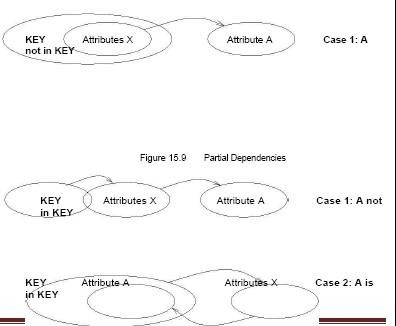 KEY Attributes X Attribute A Case 1: A
not in KEY
Figure 15.9 Partial Dependencies
KEY Attributes X Attribute A Case 1: A not
in KEY
KEY Attribute A Attributes X Case 2: A is
in KEY